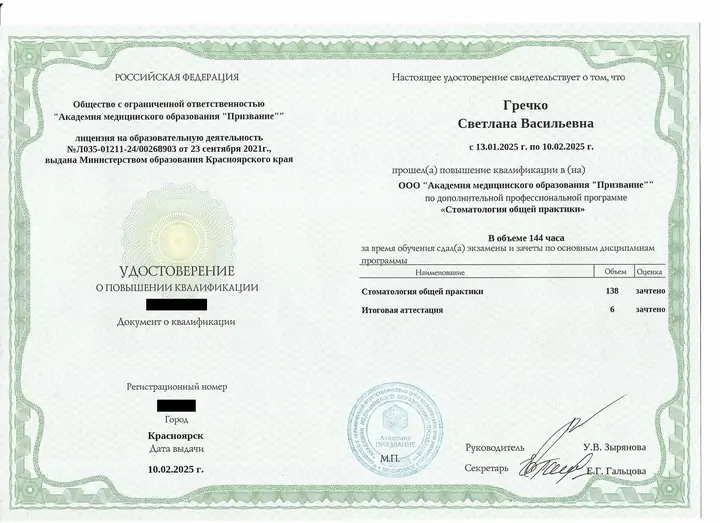 РОССИЙСКАЯ ФЕДЕРАЦИЯ
Общество с ограниченной ответственностью
"Академия медицинского образования "Призвание""
лицензия на образовательную деятельность
№Л035-01211-24/00268903 от 23 сентября 2021г.,
выдана Министерством образования Красноярского края
УДОСТОВЕРЕНИЕ
О ПОВЫШЕНИИ КВАЛИФИКАЦИИ
Документ о квалификации
Регистрационный номер
Город
Красноярск
Дата выдачи
10.02.2025 г.
Настоящее удостоверение свидетельствует о том, что
Гречко
Светлана Васильевна
с 13.01.2025 г. по 10.02.2025 г.
прошел(а) повышение квалификации в (на)
ООО "Академия медицинского образования "Призвание""
по дополнительной профессиональной программе
«Стоматология общей практики»
В объеме 144 часа
за время обучения сдал(а) экзамены и зачеты по основным дисциплинам
программы
Наименование Объем Оценка
Стоматология общей практики 138 зачтено
Итоговая аттестация 6 зачтено
Академия
ПРИЗВАНИЕ
М.П.
Руководитель У.В. Зырянова
Секретарь Е.Г. Гальцова